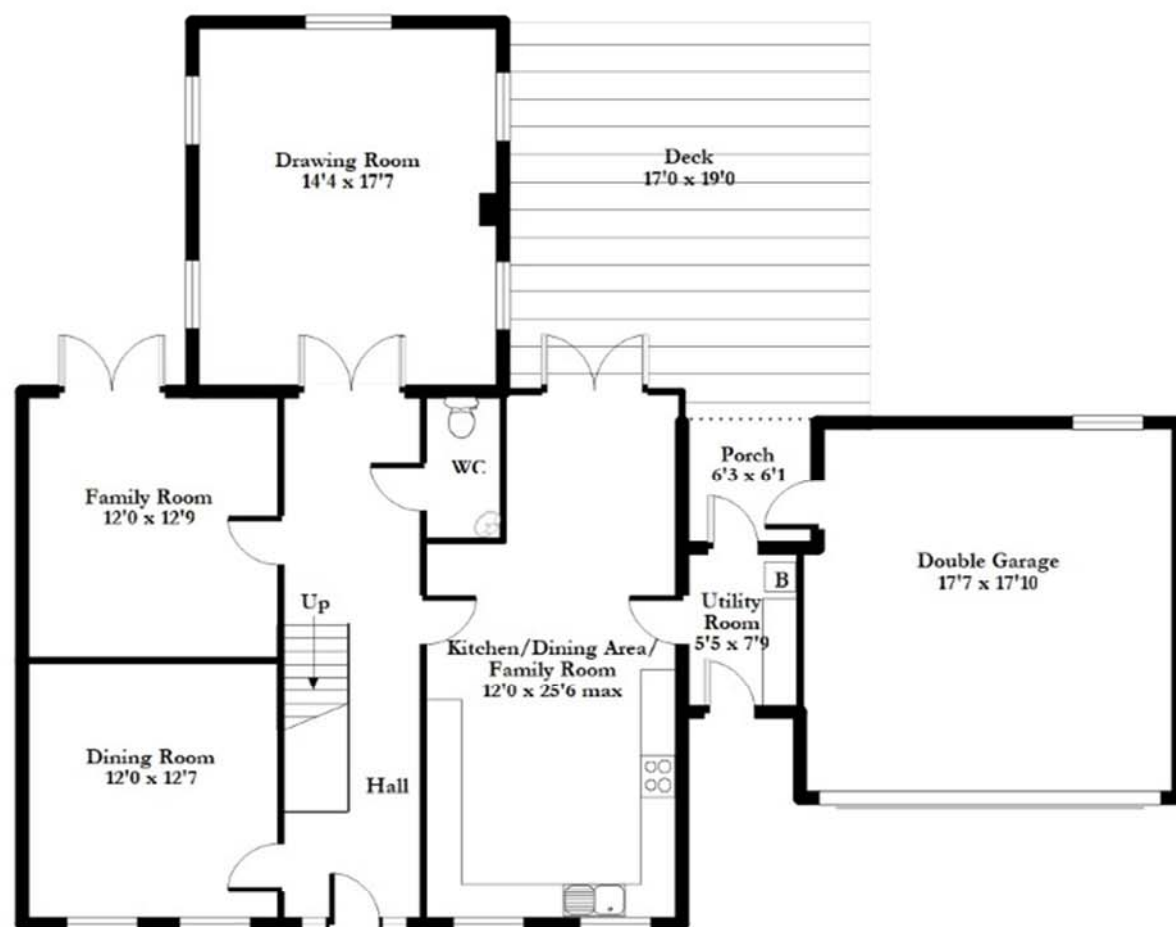 Drawing Room
14'4 x 17'7
Deck
17'0 x 19'0
Family Room
12'0 x 12'9
WC
Porch
6'3 x 6'1
Double Garage
17'7 x 17'10
B
Utility
Room
5'5 x 7'9
Up
Kitchen/Dining Area/
Family Room
12'0 x 25'6 max
Dining Room
12'0 x 12'7
Hall